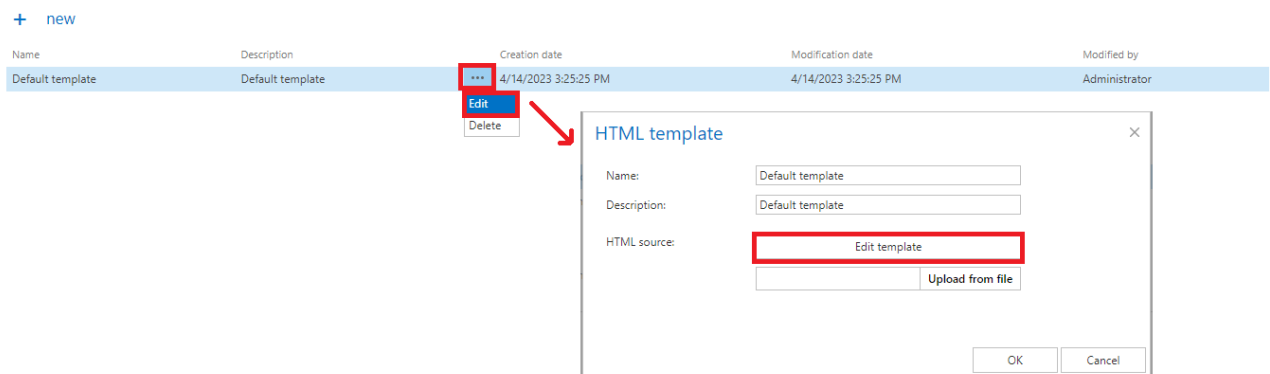 + new
Name Description Creation date Modification date Modified by
Default template Default template ••• 4/14/2023 3:25:25 PM 4/14/2023 3:25:25 PM Administrator
Edit
Delete
HTML template ×
Name: Default template
Description: Default template
HTML source: Edit template
Upload from file
OK Cancel